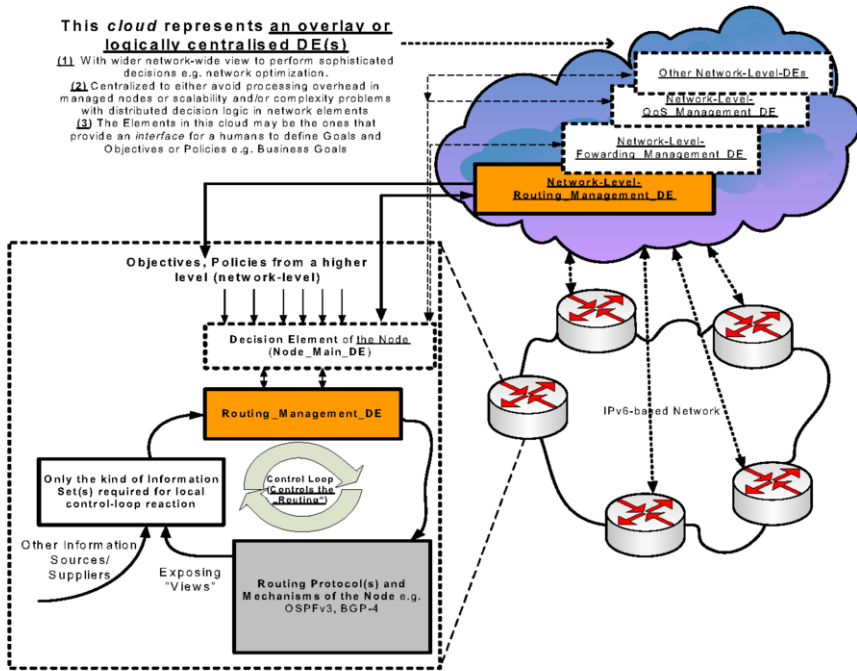 This cloud represents an overlay or
logically centralised DE(s)
(1) With wider network-wide view to perform sophisticated
decisions e.g. network optimization.
(2) Centralized to either avoid processing overhead in
managed nodes or scalability and/or complexity problems
with distributed decision logic in network elements
(3) The Elements in this cloud may be the ones that
provide an interface for a humans to define Goals and
Objectives or Policies e.g. Business Goals
Other Network-Level-DEs
Network-Level-
QoS_Management_DE
Network-Level-
Fowarding_Management_DE
Network-Level-
Routing_Management_DE
Objectives, Policies from a higher
level (network-level)
Decision Element of the Node
(Node_Main_DE)
Routing_Management_DE
Only the kind of Information
Set(s) required for local
control-loop reaction
Control Loop
(Controls the
„Routing“)
Other Information
Sources/
Suppliers
Exposing
"Views"
Routing Protocol(s) and
Mechanisms of the Node e.g.
OSPFv3, BGP-4
IPv6-based Network